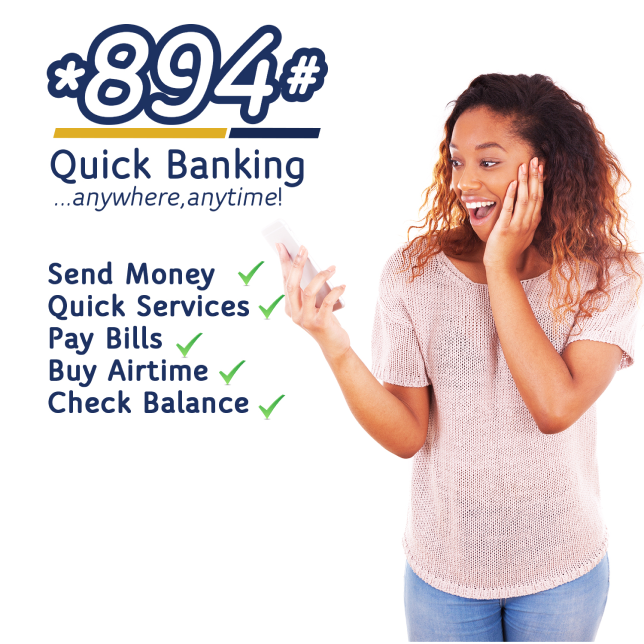 *894#
Quick Banking
...anywhere,anytime!
Send Money
Quick Services
Pay Bills
Buy Airtime
Check Balance